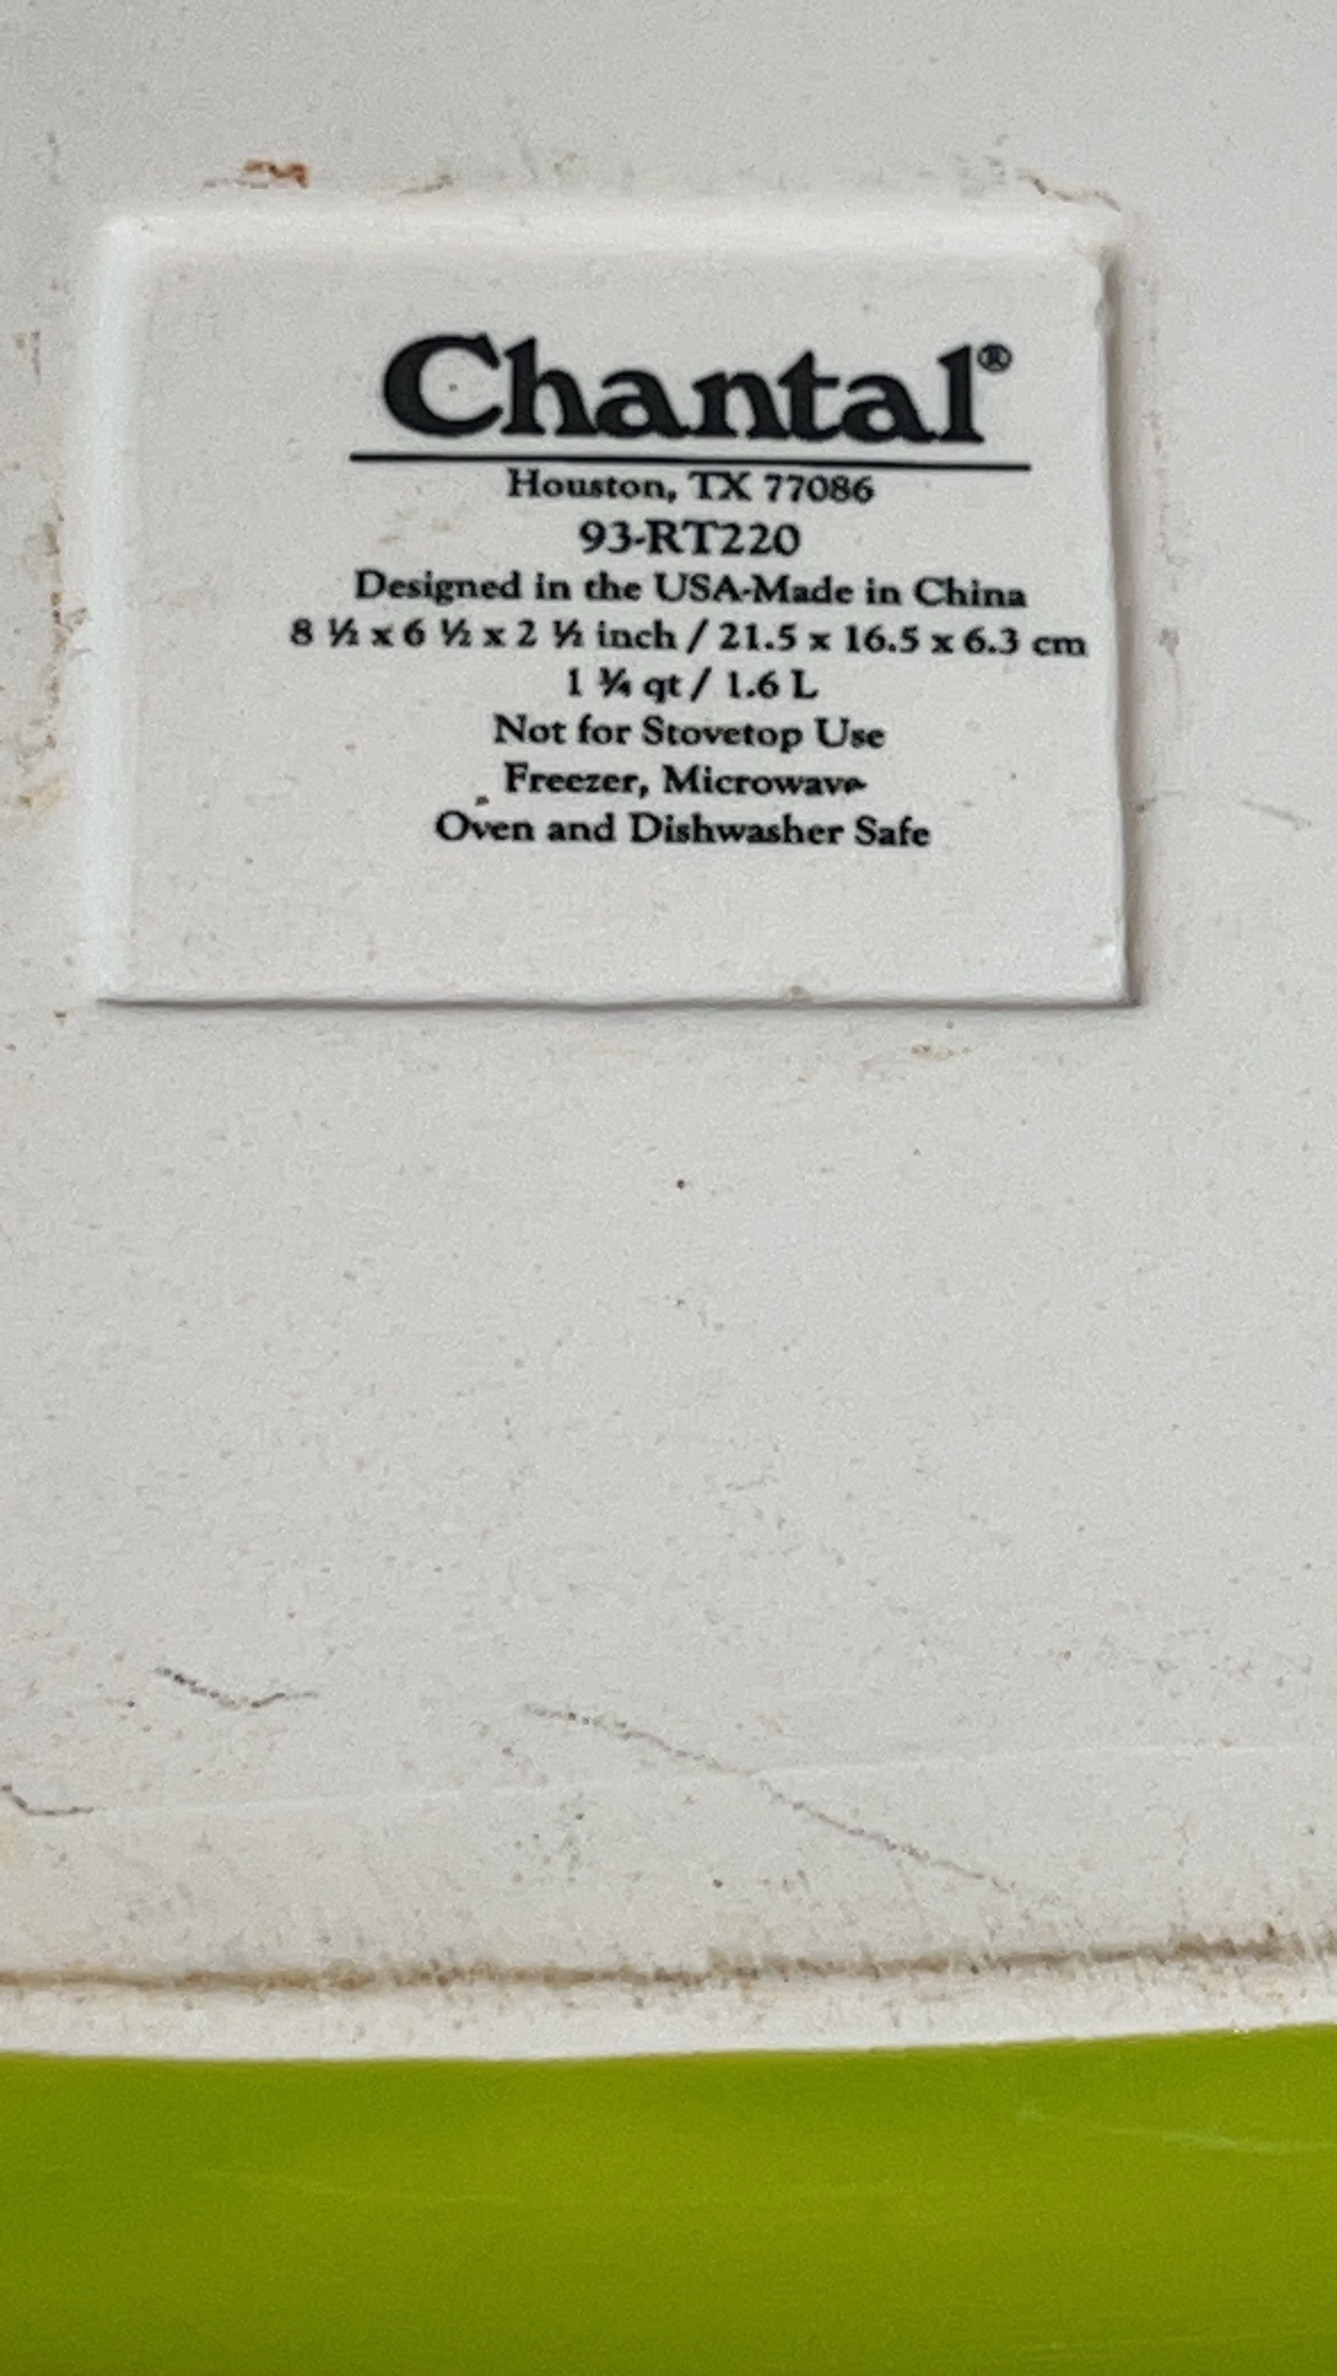 Chantal®
Houston, TX 77086
93-RT220
Designed in the USA-Made in China
8 ½ x 6 ½ x 2 ½ inch / 21.5 x 16.5 x 6.3 cm
1 ¾ qt / 1.6 L
Not for Stovetop Use
Freezer, Microwave
Oven and Dishwasher Safe